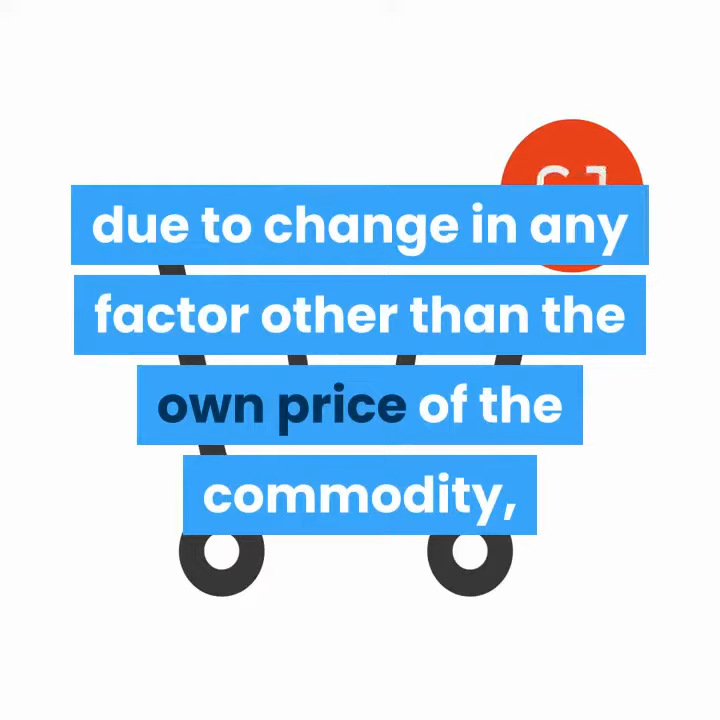 due to change in any
factor other than the
own price of the
commodity,